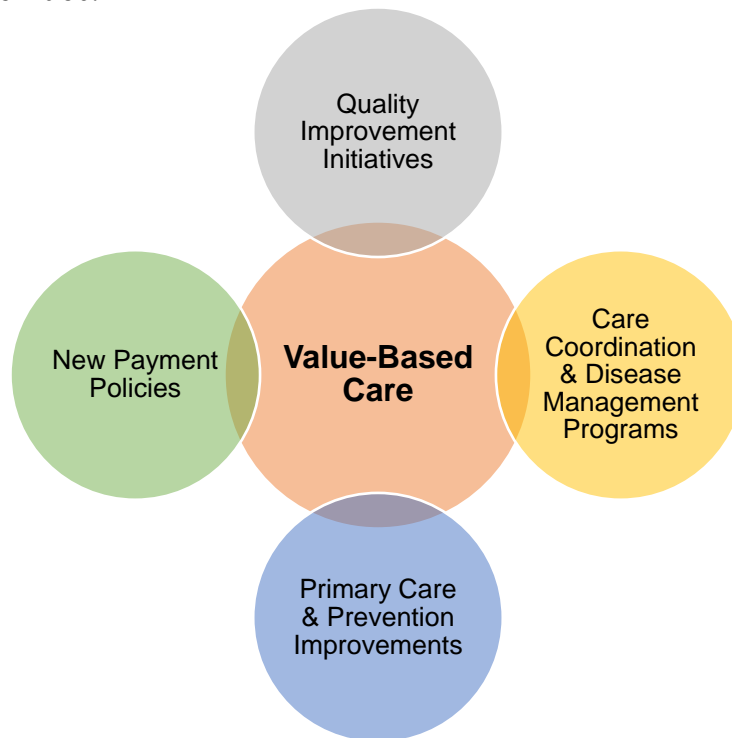 Quality
Improvement
Initiatives
New Payment
Policies
Value-Based
Care
Care
Coordination
& Disease
Management
Programs
Primary Care
& Prevention
Improvements